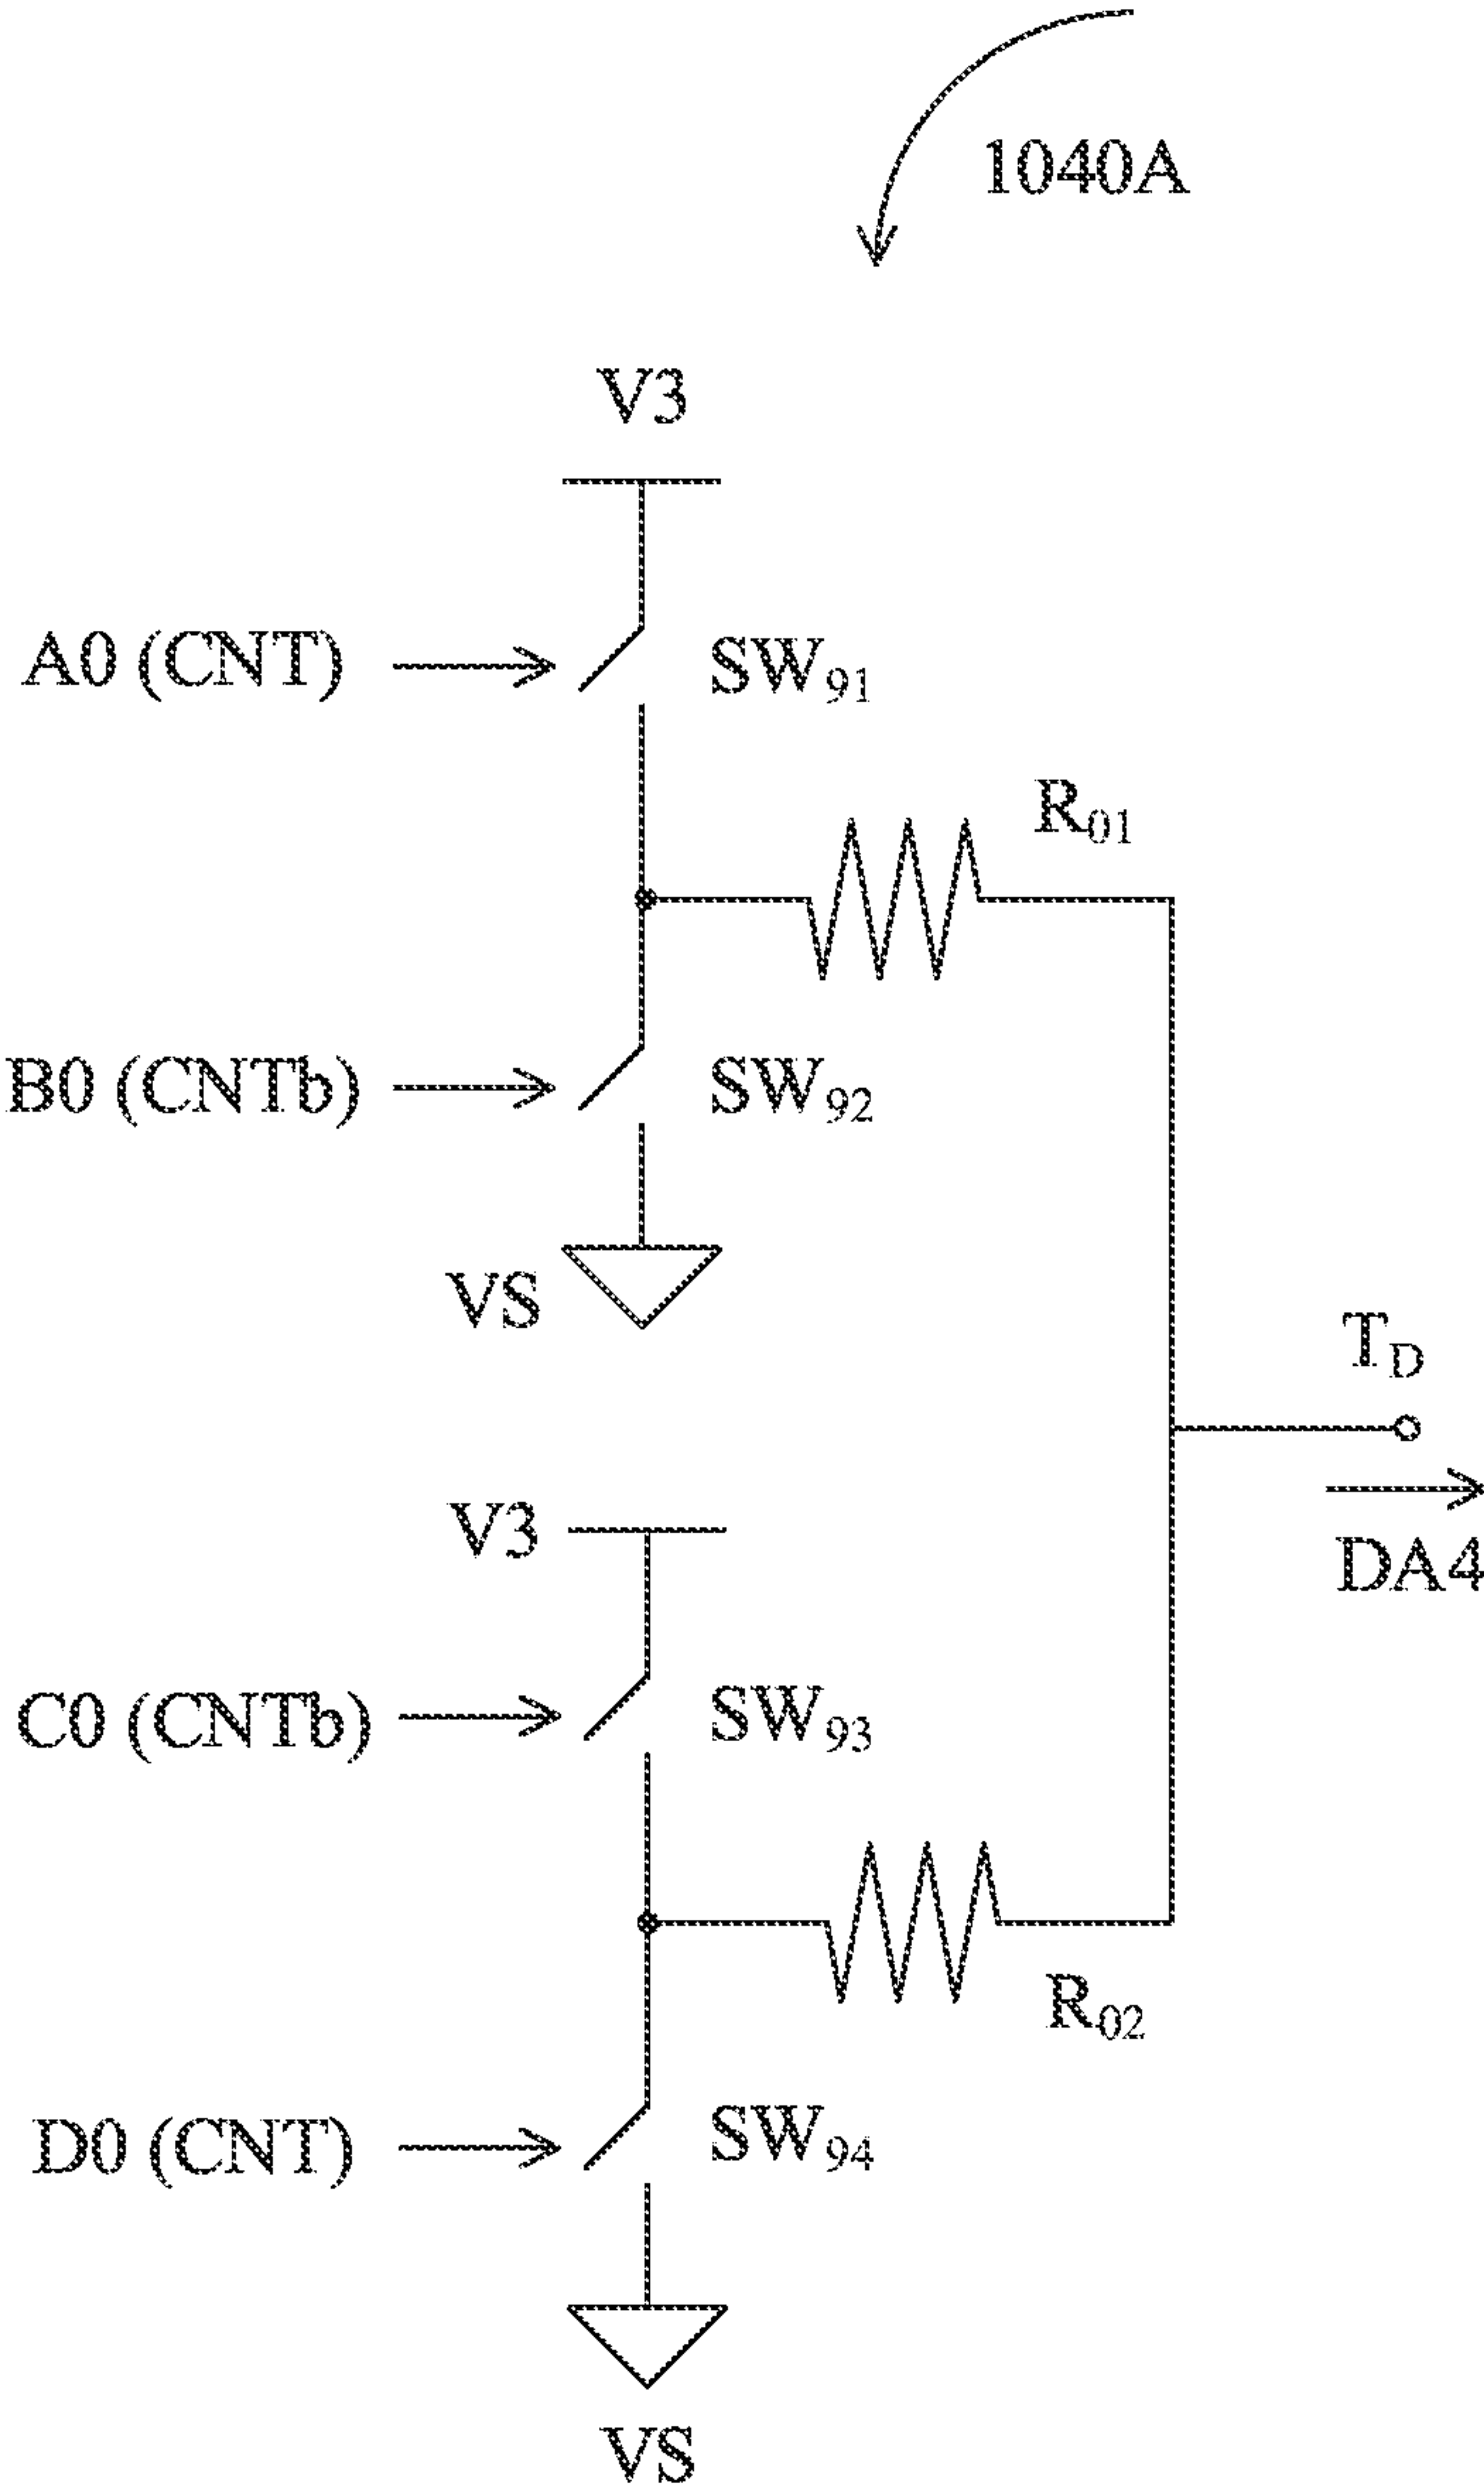 1040A
V3
A0 (CNT)
SW91
R01
B0 (CNTb)
SW92
VS
TD
V3
DA4
C0 (CNTb)
SW93
R02
D0 (CNT)
SW94
VS